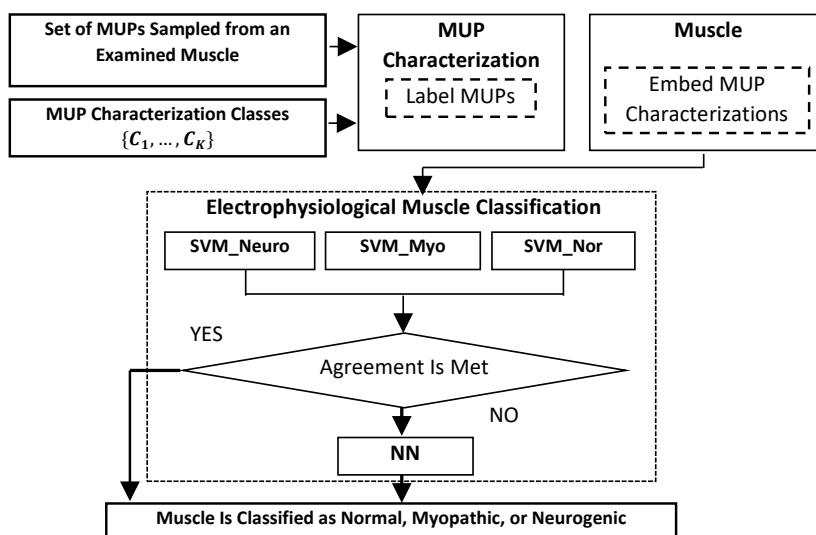 Set of MUPs Sampled from an
Examined Muscle
MUP Characterization Classes
{C₁, … , C_K}
MUP
Characterization
Label MUPs
Muscle
Embed MUP
Characterizations
Electrophysiological Muscle Classification
SVM_Neuro
SVM_Myo
SVM_Nor
YES
Agreement Is Met
NO
NN
Muscle Is Classified as Normal, Myopathic, or Neurogenic